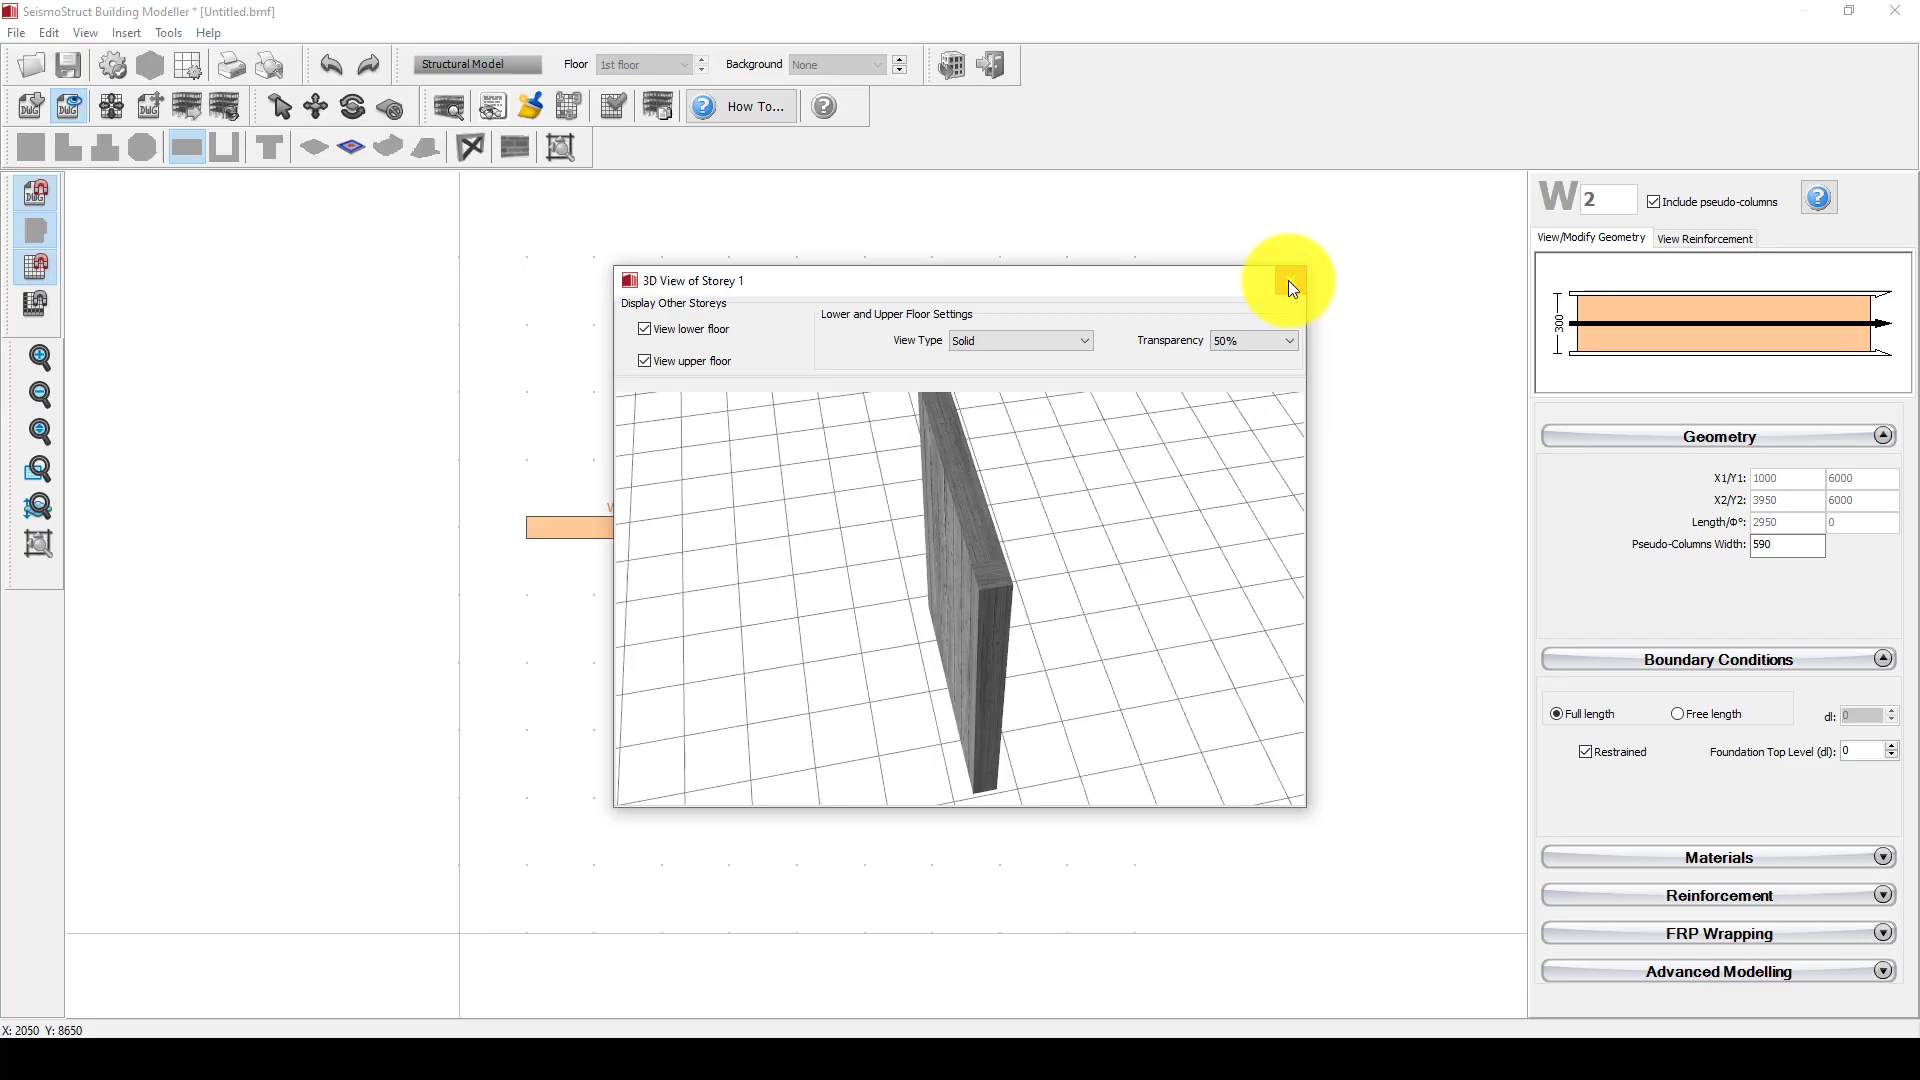 SeismoStruct Building Modeller * [Untitled.bmf]
File Edit View Insert Tools Help
Structural Model Floor 1st floor Background None
DWG DWG DWG How To...
DWG
W 2 Include pseudo-columns
View/Modify Geometry View Reinforcement
300
3D View of Storey 1
Display Other Storeys
View lower floor
View upper floor
Lower and Upper Floor Settings
View Type Solid Transparency 50%
W
Geometry
X1/Y1: 1000 6000
X2/Y2: 3950 6000
Length/Φ°: 2950 0
Pseudo-Columns Width: 590
Boundary Conditions
Full length Free length dl: 0
Restrained Foundation Top Level (dl): 0
Materials
Reinforcement
FRP Wrapping
Advanced Modelling
X: 2050 Y: 8650